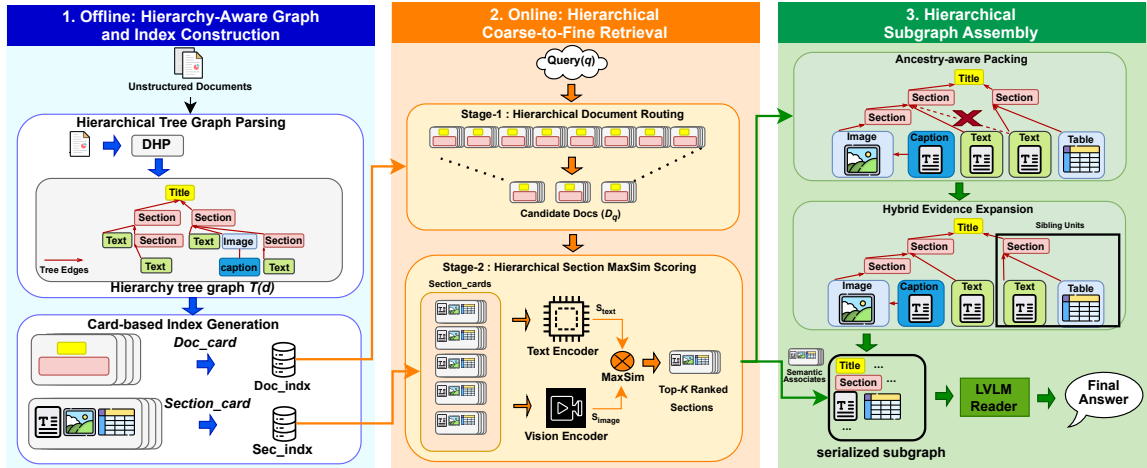 1. Offline: Hierarchy-Aware Graph
and Index Construction
Unstructured Documents
Hierarchical Tree Graph Parsing
DHP
Title
Section
Section
Text
Section
Text
Image
Section
Text
caption
Text
Tree Edges
Hierarchy tree graph T(d)
Card-based Index Generation
Doc_card
Doc_indx
Section_card
Sec_indx
2. Online: Hierarchical
Coarse-to-Fine Retrieval
Query(q)
Stage-1 : Hierarchical Document Routing
Candidate Docs (Dq)
Stage-2 : Hierarchical Section MaxSim Scoring
Section_cards
Text Encoder
Stext
MaxSim
Simage
Vision Encoder
Top-K Ranked
Sections
3. Hierarchical
Subgraph Assembly
Ancestry-aware Packing
Title
Section
Section
Section
Image
Caption
Text
Text
Table
Hybrid Evidence Expansion
Title
Sibling Units
Section
Section
Section
Image
Caption
Text
Text
Table
Semantic
Associates
Title ...
Section ...
...
serialized subgraph
LVLM
Reader
Final
Answer